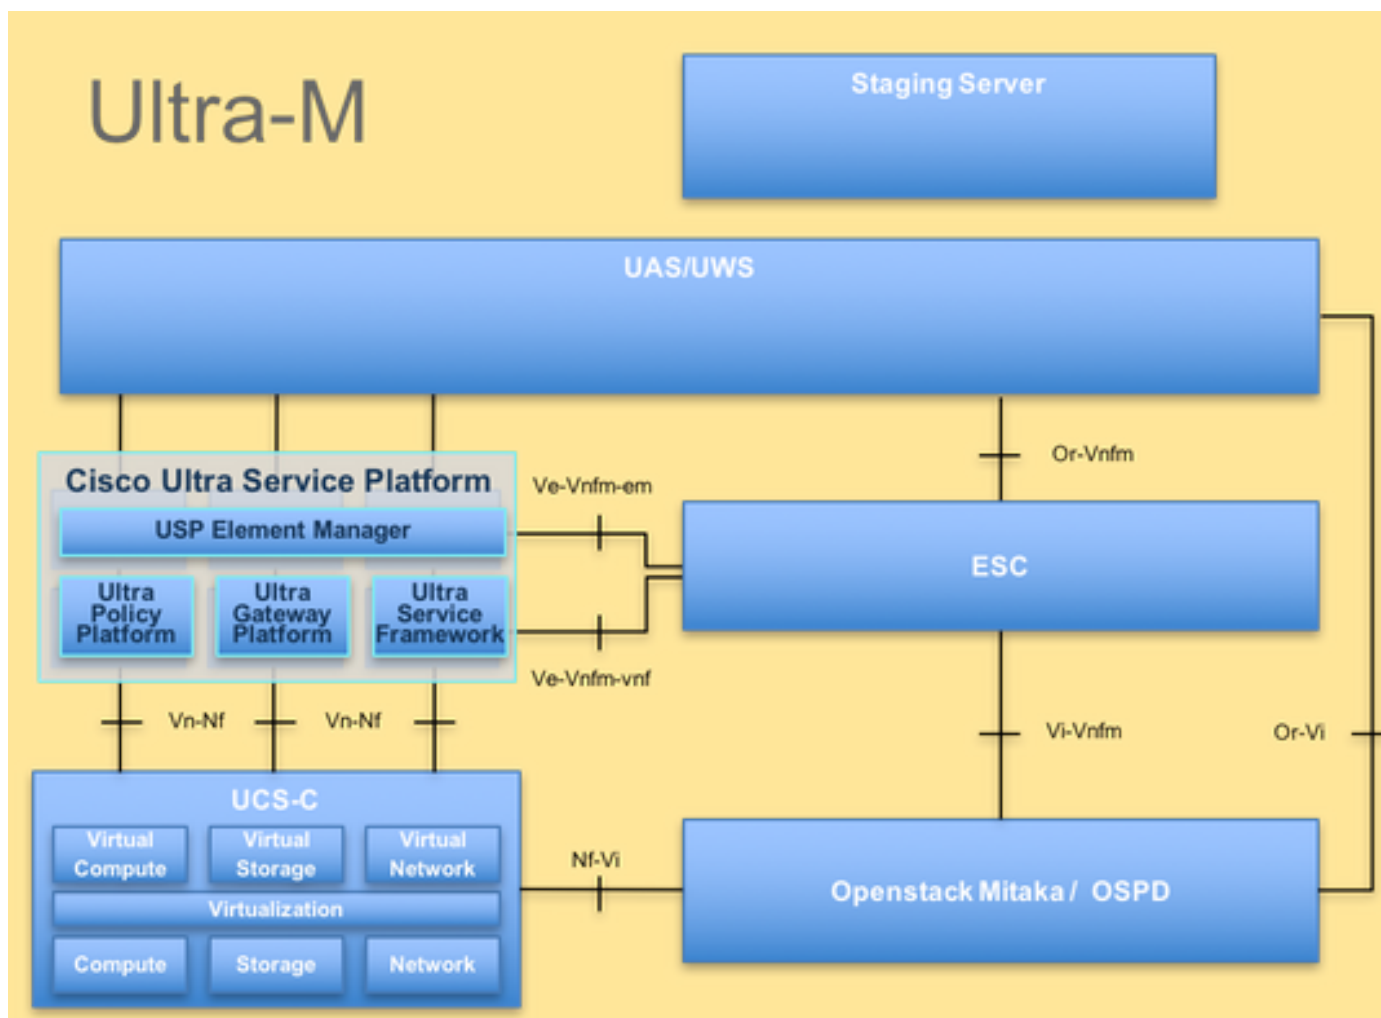 Ultra-M
Staging Server
UAS/UWS
Or-Vnfm
Cisco Ultra Service Platform
Ve-Vnfm-em
USP Element Manager
ESC
Ultra
Policy
Platform
Ultra
Gateway
Platform
Ultra
Service
Framework
Ve-Vnfm-vnf
Vn-Nf
Vn-Nf
Vi-Vnfm
Or-Vi
UCS-C
Virtual
Compute
Virtual
Storage
Virtual
Network
Nf-Vi
Openstack Mitaka / OSPD
Virtualization
Compute
Storage
Network